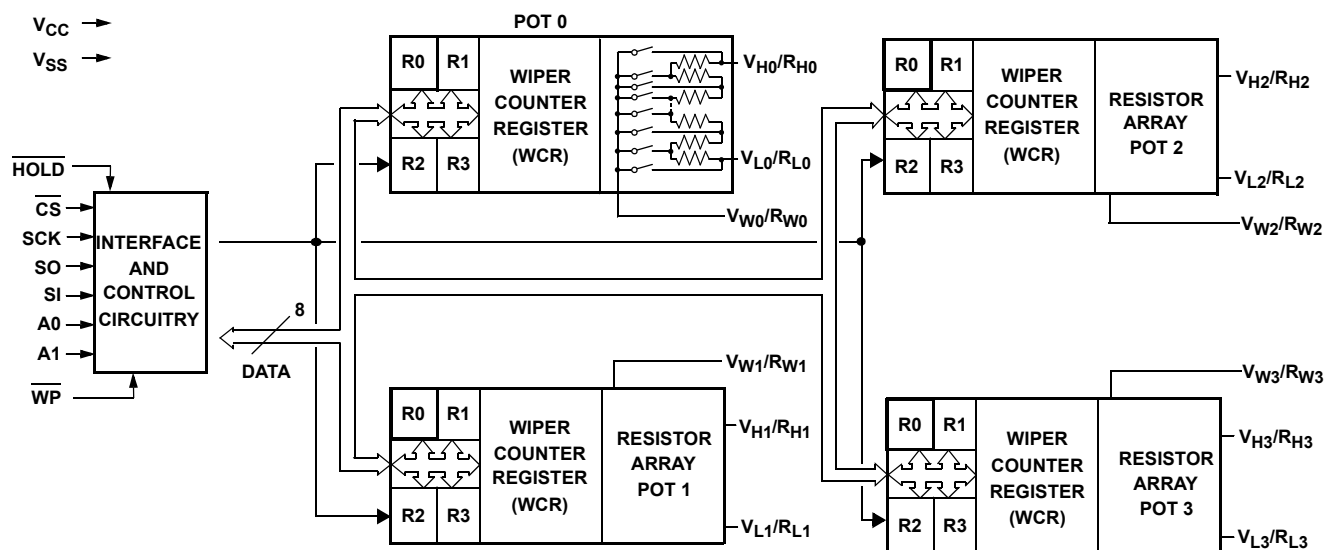 VCC
VSS
HOLD
CS
SCK
SO
SI
A0
A1
WP
INTERFACE
AND
CONTROL
CIRCUITRY
8
DATA
POT 0
R0 R1
R2 R3
WIPER
COUNTER
REGISTER
(WCR)
VH0/RH0
VL0/RL0
VW0/RW0
R0 R1
R2 R3
WIPER
COUNTER
REGISTER
(WCR)
RESISTOR
ARRAY
POT 2
VH2/RH2
VL2/RL2
VW2/RW2
R0 R1
R2 R3
WIPER
COUNTER
REGISTER
(WCR)
RESISTOR
ARRAY
POT 1
VW1/RW1
VH1/RH1
VL1/RL1
R0 R1
R2 R3
WIPER
COUNTER
REGISTER
(WCR)
RESISTOR
ARRAY
POT 3
VW3/RW3
VH3/RH3
VL3/RL3